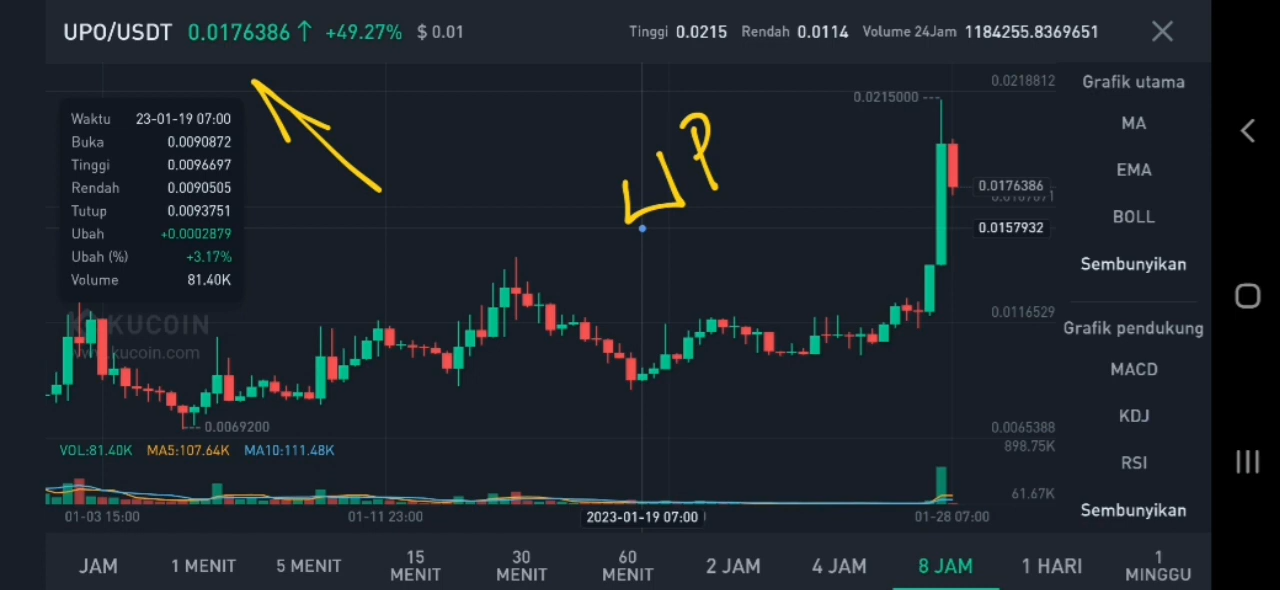 UPO/USDT 0.0176386↑ +49.27% $ 0.01 Tinggi 0.0215 Rendah 0.0114 Volume 24Jam 1184255.8369651
Waktu 23-01-19 07:00
Buka 0.0090872
Tinggi 0.0096697
Rendah 0.0090505
Tutup 0.0093751
Ubah +0.0002879
Ubah (%) +3.17%
Volume 81.40K
UP
0.0215000
0.0218812
0.0176386
0.0167671
0.0157932
0.0116529
0.0069200
0.0065388
KUCOIN
www.kucoin.com
VOL:81.40K MA5:107.64K MA10:111.48K
898.75K
61.67K
01-03 15:00 01-11 23:00 2023-01-19 07:00 01-28 07:00
Grafik utama
MA
EMA
BOLL
Sembunyikan
Grafik pendukung
MACD
KDJ
RSI
Sembunyikan
JAM 1 MENIT 5 MENIT 15 MENIT 30 MENIT 60 MENIT 2 JAM 4 JAM 8 JAM 1 HARI 1 MINGGU